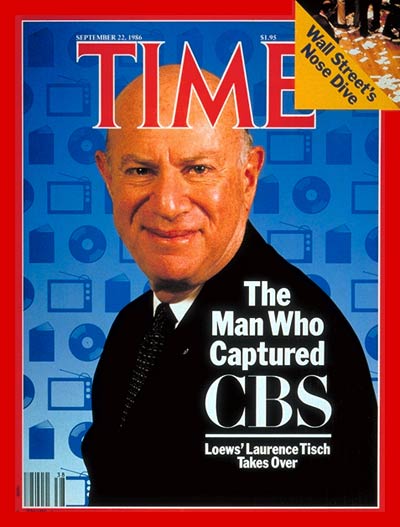 SEPTEMBER 22, 1986
$1.95
TIME
Wall Street's
Nose Dive
The
Man Who
Captured
CBS
Loews' Laurence Tisch
Takes Over
38